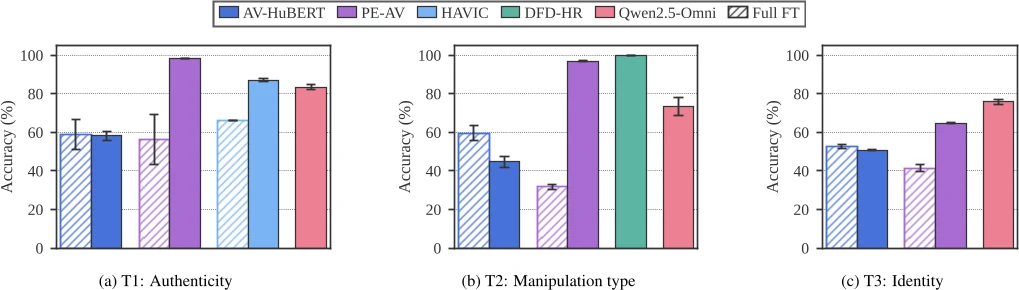 AV-HuBERT PE-AV HAVIC DFD-HR Qwen2.5-Omni Full FT
Accuracy (%)
100
80
60
40
20
0
(a) T1: Authenticity
Accuracy (%)
100
80
60
40
20
0
(b) T2: Manipulation type
Accuracy (%)
100
80
60
40
20
0
(c) T3: Identity